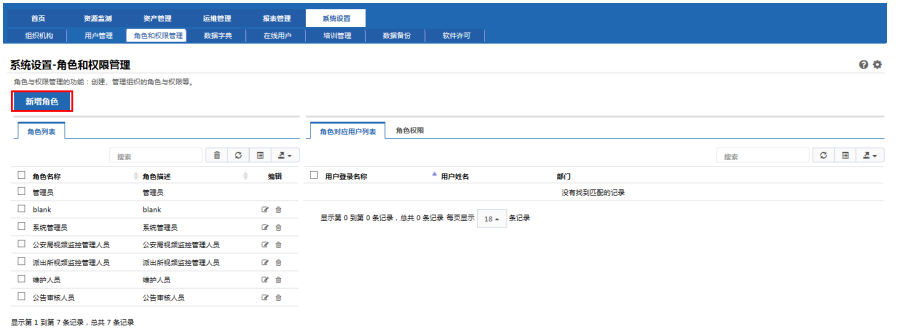 首页 资源监测 资产管理 运维管理 报表管理 系统设置
组织机构 用户管理 角色和权限管理 数据字典 在线用户 培训管理 数据备份 软件许可
系统设置-角色和权限管理
角色与权限管理的功能：创建、管理组织的角色与权限等。
新增角色
角色列表
搜索
角色名称 角色描述 编辑
管理员 管理员
blank blank
系统管理员 系统管理员
公安局视频监控管理人员 公安局视频监控管理人员
派出所视频监控管理人员 派出所视频监控管理人员
维护人员 维护人员
公告审核人员 公告审核人员
显示第 1 到第 7 条记录，总共 7 条记录
角色对应用户列表 角色权限
搜索
用户登录名称 用户姓名 部门
没有找到匹配的记录
显示第 0 到第 0 条记录，总共 0 条记录 每页显示 18 条记录